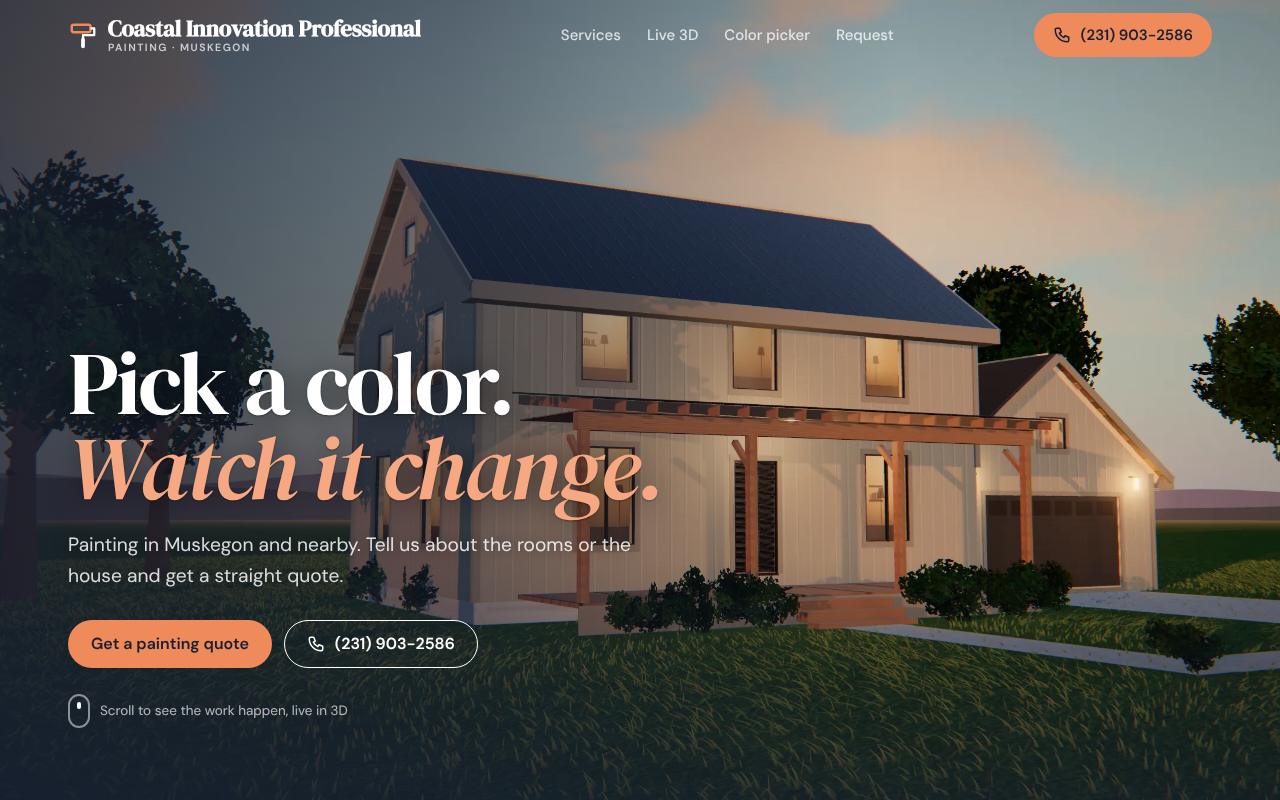 Coastal Innovation Professional
PAINTING · MUSKEGON
Services
Live 3D
Color picker
Request
(231) 903-2586
Pick a color.
Watch it change.
Painting in Muskegon and nearby. Tell us about the rooms or the
house and get a straight quote.
Get a painting quote
(231) 903-2586
Scroll to see the work happen, live in 3D